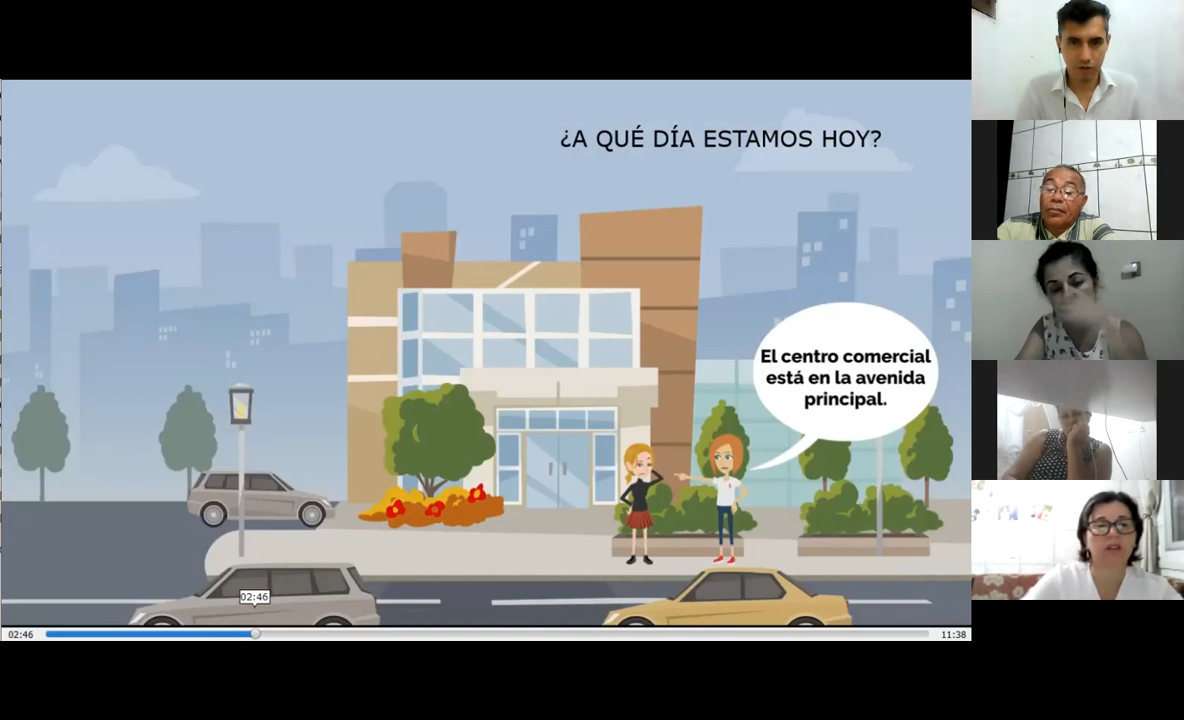 ¿A QUÉ DÍA ESTAMOS HOY?
El centro comercial
está en la avenida
principal.
02:46
02:46
11:38